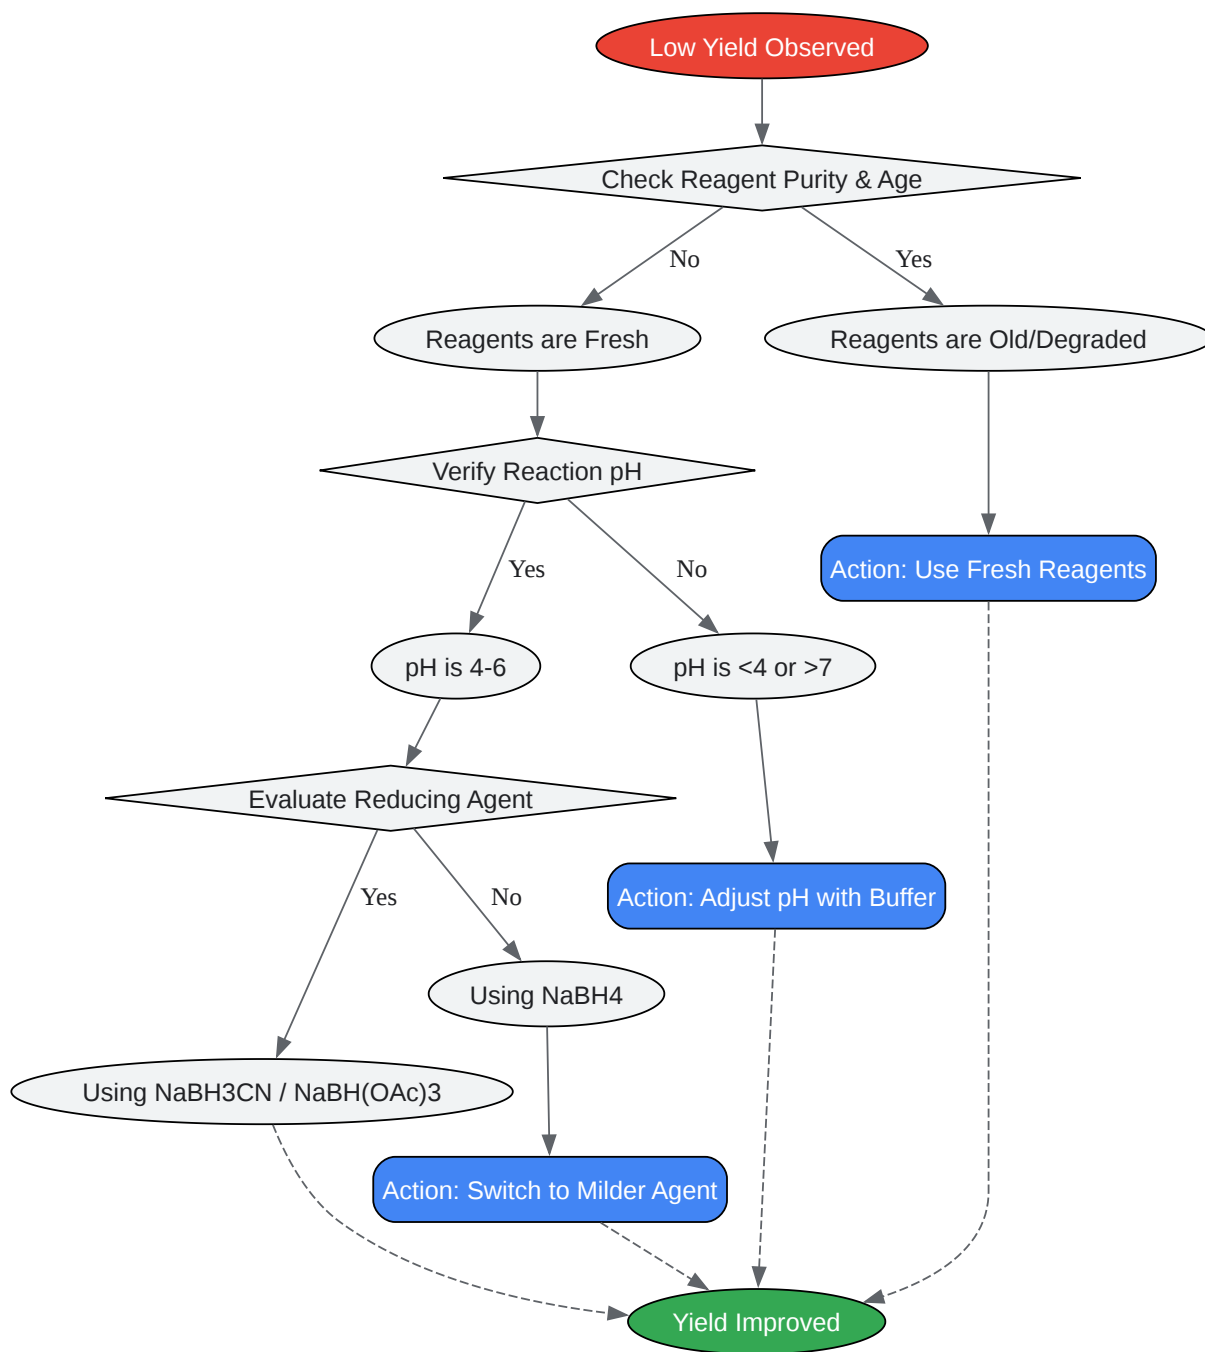 Low Yield Observed
Check Reagent Purity & Age
No
Yes
Reagents are Fresh
Reagents are Old/Degraded
Verify Reaction pH
Yes
No
Action: Use Fresh Reagents
pH is 4-6
pH is <4 or >7
Evaluate Reducing Agent
Yes
No
Action: Adjust pH with Buffer
Using NaBH4
Using NaBH3CN / NaBH(OAc)3
Action: Switch to Milder Agent
Yield Improved